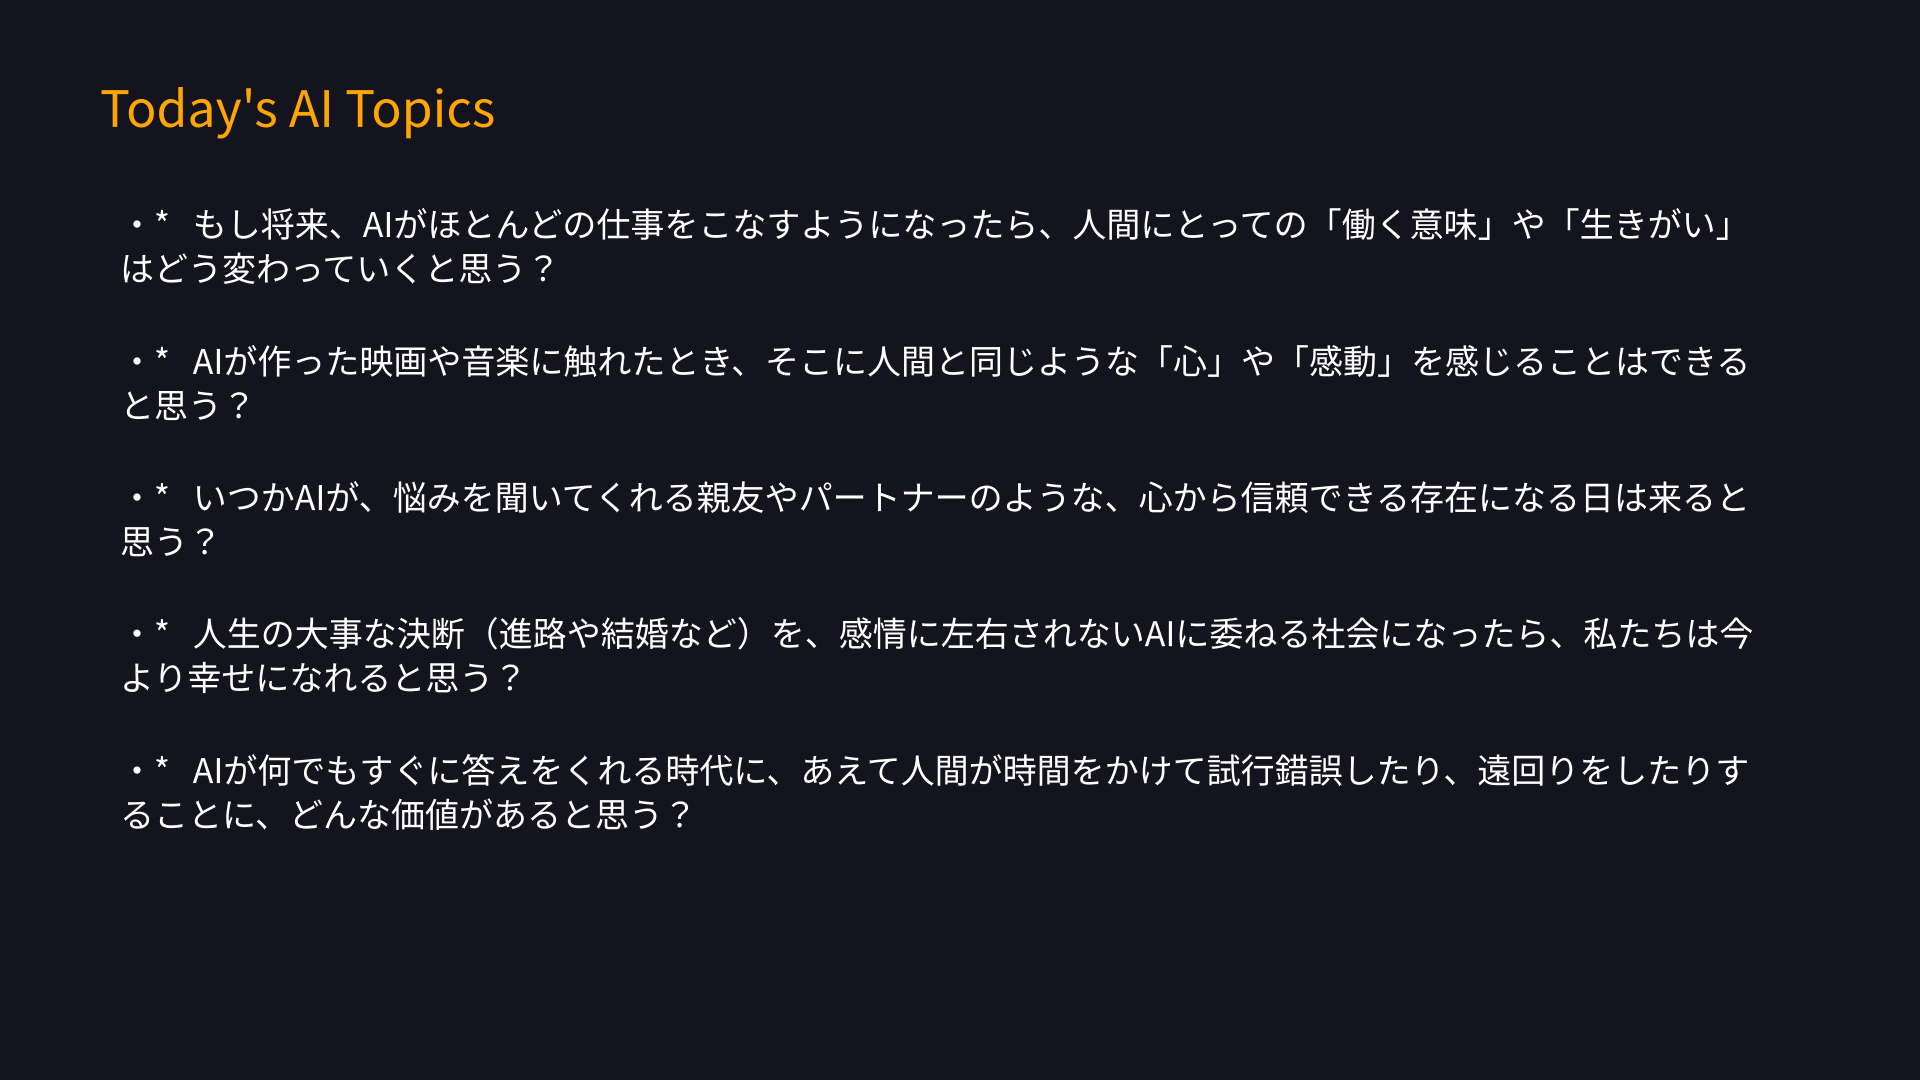 Today's AI Topics
・* もし将来、AIがほとんどの仕事をこなすようになったら、人間にとっての「働く意味」や「生きがい」
はどう変わっていくと思う？
・* AIが作った映画や音楽に触れたとき、そこに人間と同じような「心」や「感動」を感じることはできる
と思う？
・* いつかAIが、悩みを聞いてくれる親友やパートナーのような、心から信頼できる存在になる日は来ると
思う？
・* 人生の大事な決断（進路や結婚など）を、感情に左右されないAIに委ねる社会になったら、私たちは今
より幸せになれると思う？
・* AIが何でもすぐに答えをくれる時代に、あえて人間が時間をかけて試行錯誤したり、遠回りをしたりす
ることに、どんな価値があると思う？